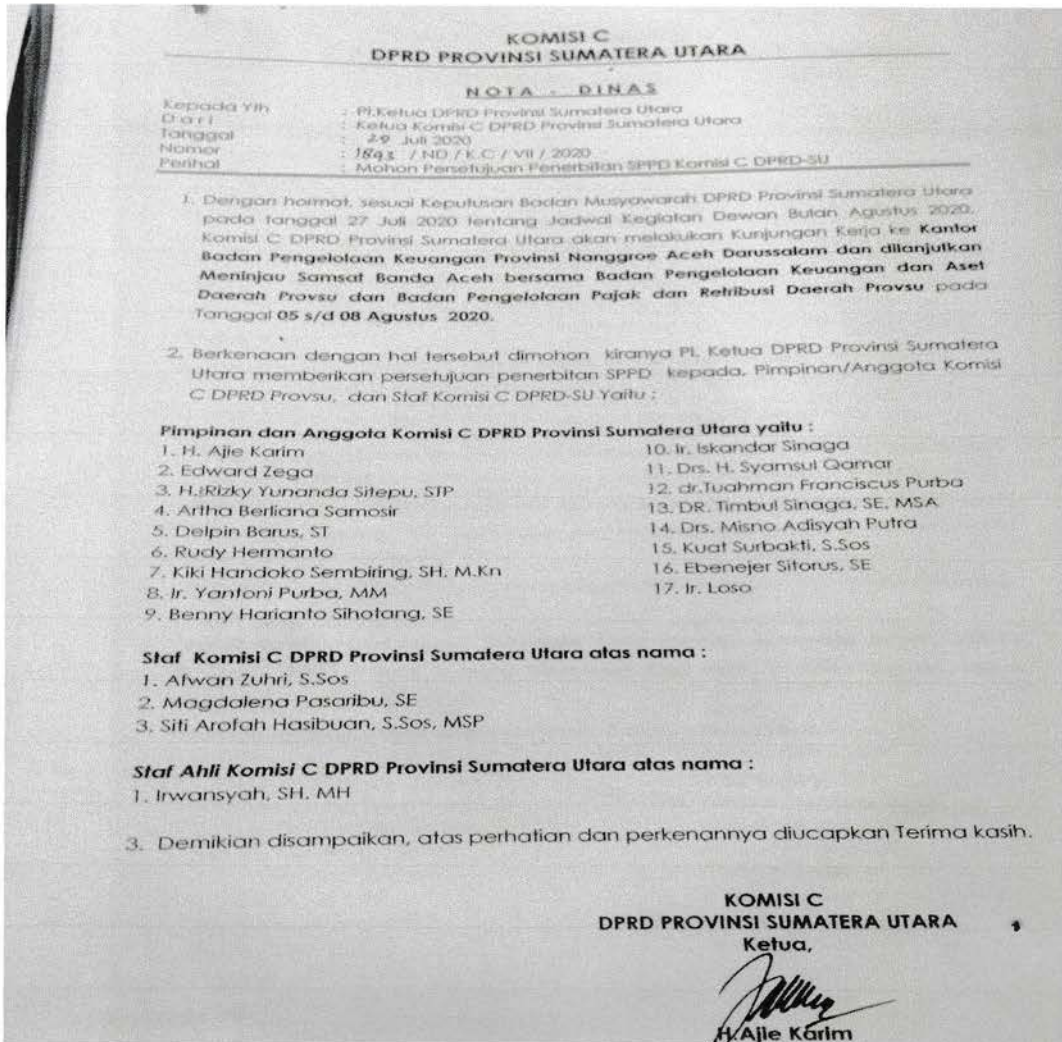 KOMISI C
DPRD PROVINSI SUMATERA UTARA
NOTA - DINAS
Kepada Yth : Pl.Ketua DPRD Provinsi Sumatera Utara
D a r i : Ketua Komisi C DPRD Provinsi Sumatera Utara
Tanggal : 29 Juli 2020
Nomor : 1893 / ND / K.C / VII / 2020
Perihal : Mohon Persetujuan Penerbitan SPPD Komisi C DPRD-SU
1. Dengan hormat, sesuai Keputusan Badan Musyawarah DPRD Provinsi Sumatera Utara
pada tanggal 27 Juli 2020 tentang Jadwal Kegiatan Dewan Bulan Agustus 2020,
Komisi C DPRD Provinsi Sumatera Utara akan melakukan Kunjungan Kerja ke Kantor
Badan Pengelolaan Keuangan Provinsi Nanggroe Aceh Darussalam dan dilanjutkan
Meninjau Samsat Banda Aceh bersama Badan Pengelolaan Keuangan dan Aset
Daerah Provsu dan Badan Pengelolaan Pajak dan Retribusi Daerah Provsu pada
Tanggal 05 s/d 08 Agustus 2020.
2. Berkenaan dengan hal tersebut dimohon kiranya Pl. Ketua DPRD Provinsi Sumatera
Utara memberikan persetujuan penerbitan SPPD kepada, Pimpinan/Anggota Komisi
C DPRD Provsu, dan Staf Komisi C DPRD-SU Yaitu :
Pimpinan dan Anggota Komisi C DPRD Provinsi Sumatera Utara yaitu :
1. H. Ajie Karim
2. Edward Zega
3. H. Rizky Yunanda Sitepu, STP
4. Artha Berliana Samosir
5. Delpin Barus, ST
6. Rudy Hermanto
7. Kiki Handoko Sembiring, SH, M.Kn
8. Ir. Yantoni Purba, MM
9. Benny Harianto Sihotang, SE
10. Ir. Iskandar Sinaga
11. Drs. H. Syamsul Qamar
12. dr.Tuahman Franciscus Purba
13. DR. Timbul Sinaga, SE, MSA
14. Drs. Misno Adisyah Putra
15. Kuat Surbakti, S.Sos
16. Ebenejer Sitorus, SE
17. Ir. Loso
Staf Komisi C DPRD Provinsi Sumatera Utara atas nama :
1. Afwan Zuhri, S.Sos
2. Magdalena Pasaribu, SE
3. Siti Arofah Hasibuan, S.Sos, MSP
Staf Ahli Komisi C DPRD Provinsi Sumatera Utara atas nama :
1. Irwansyah, SH. MH
3. Demikian disampaikan, atas perhatian dan perkenannya diucapkan Terima kasih.
KOMISI C
DPRD PROVINSI SUMATERA UTARA
Ketua,
H.Ajie Karim